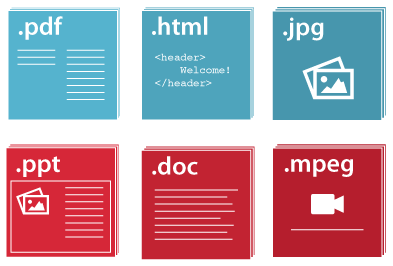 .pdf
.html
<header>
Welcome!
</header>
.jpg
.ppt
.doc
.mpeg